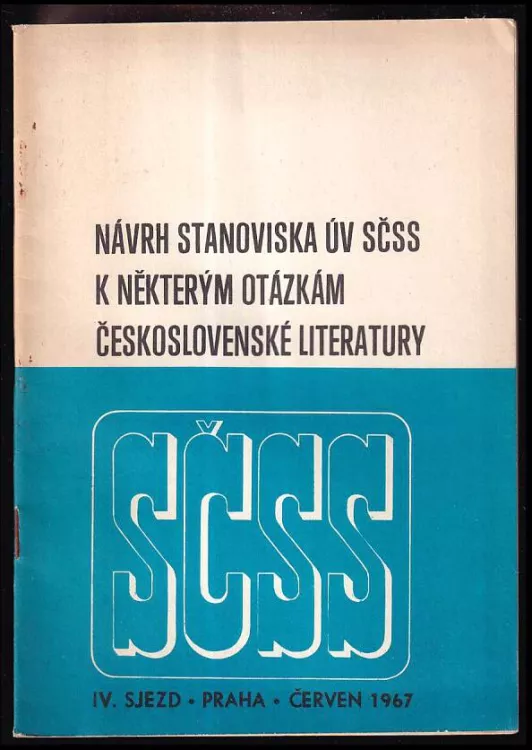 NÁVRH STANOVISKA ÚV SČSS
K NĚKTERÝM OTÁZKÁM
ČESKOSLOVENSKÉ LITERATURY
SČSS
IV. SJEZD • PRAHA • ČERVEN 1967